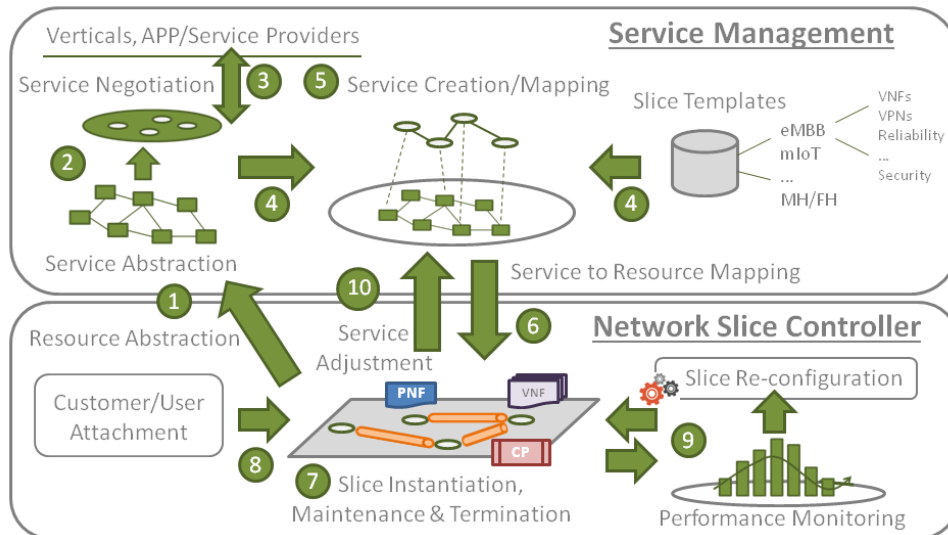 Verticals, APP/Service Providers
Service Management
Service Negotiation
3
5
Service Creation/Mapping
Slice Templates
VNFs
VPNs
Reliability
...
Security
eMBB
mIoT
...
MH/FH
2
4
4
Service Abstraction
Service to Resource Mapping
1
10
6
Network Slice Controller
Resource Abstraction
Service
Adjustment
PNF
VNF
CP
Slice Re-configuration
Customer/User
Attachment
8
7
9
Slice Instantiation,
Maintenance & Termination
Performance Monitoring